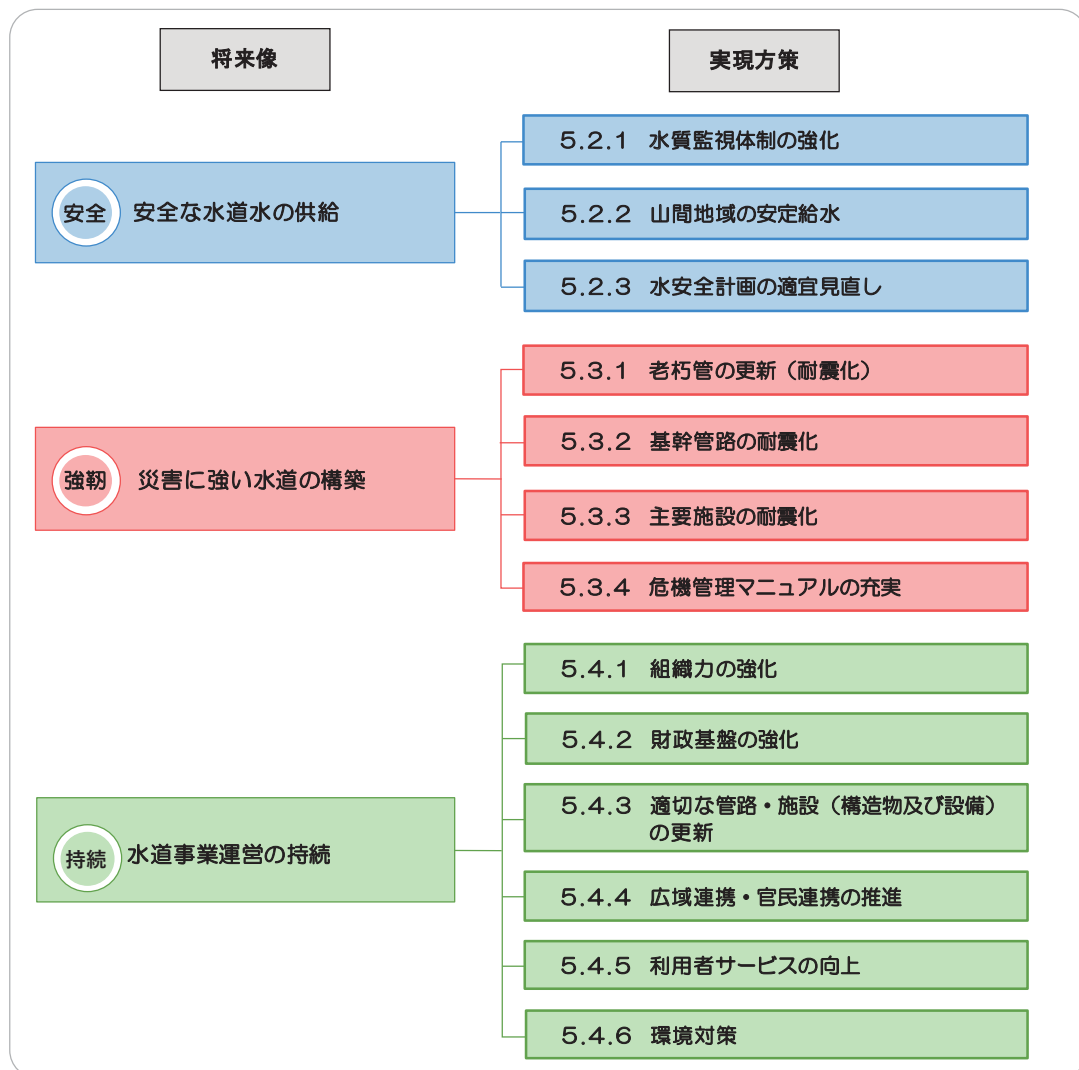 将来像
実現方策
安全
安全な水道水の供給
5.2.1 水質監視体制の強化
5.2.2 山間地域の安定給水
5.2.3 水安全計画の適宜見直し
強靭
災害に強い水道の構築
5.3.1 老朽管の更新（耐震化）
5.3.2 基幹管路の耐震化
5.3.3 主要施設の耐震化
5.3.4 危機管理マニュアルの充実
持続
水道事業運営の持続
5.4.1 組織力の強化
5.4.2 財政基盤の強化
5.4.3 適切な管路・施設（構造物及び設備）
の更新
5.4.4 広域連携・官民連携の推進
5.4.5 利用者サービスの向上
5.4.6 環境対策